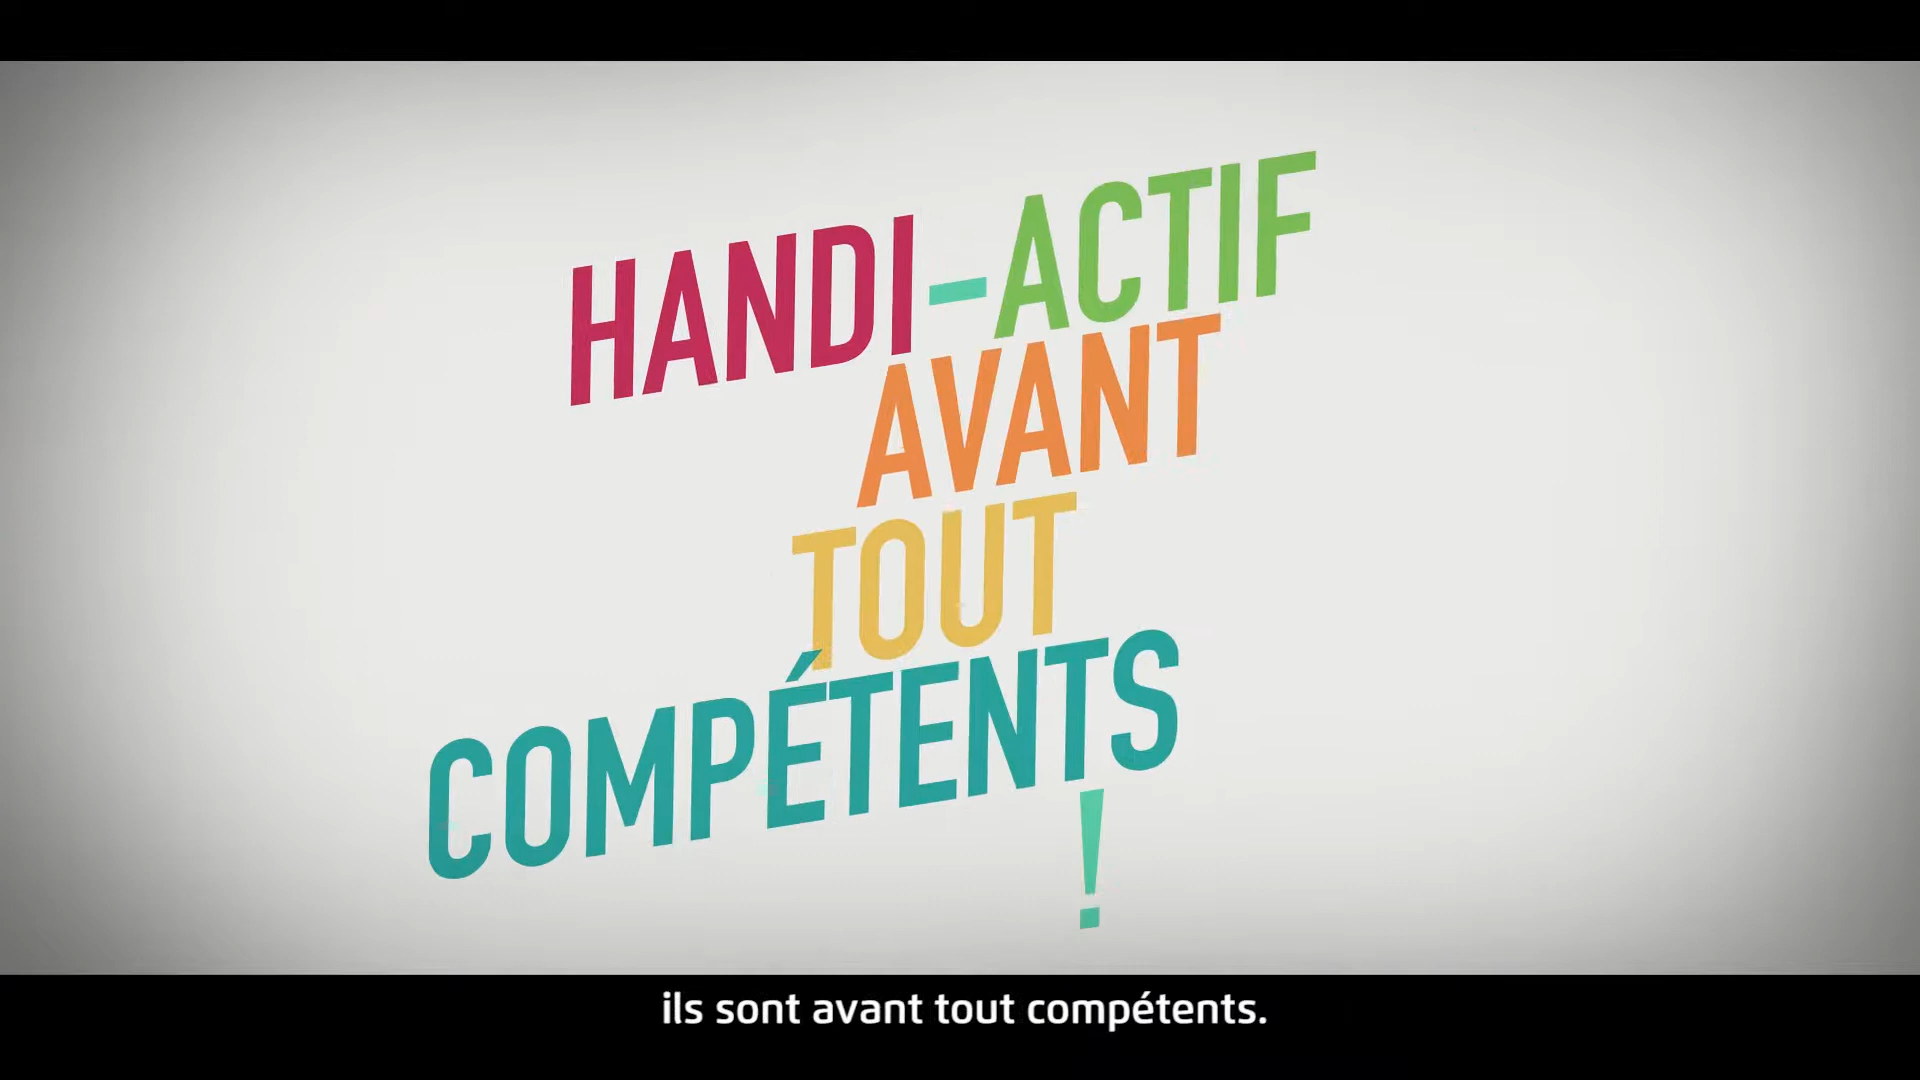 HANDI-ACTIF
AVANT
TOUT
COMPÉTENTS
!
ils sont avant tout compétents.